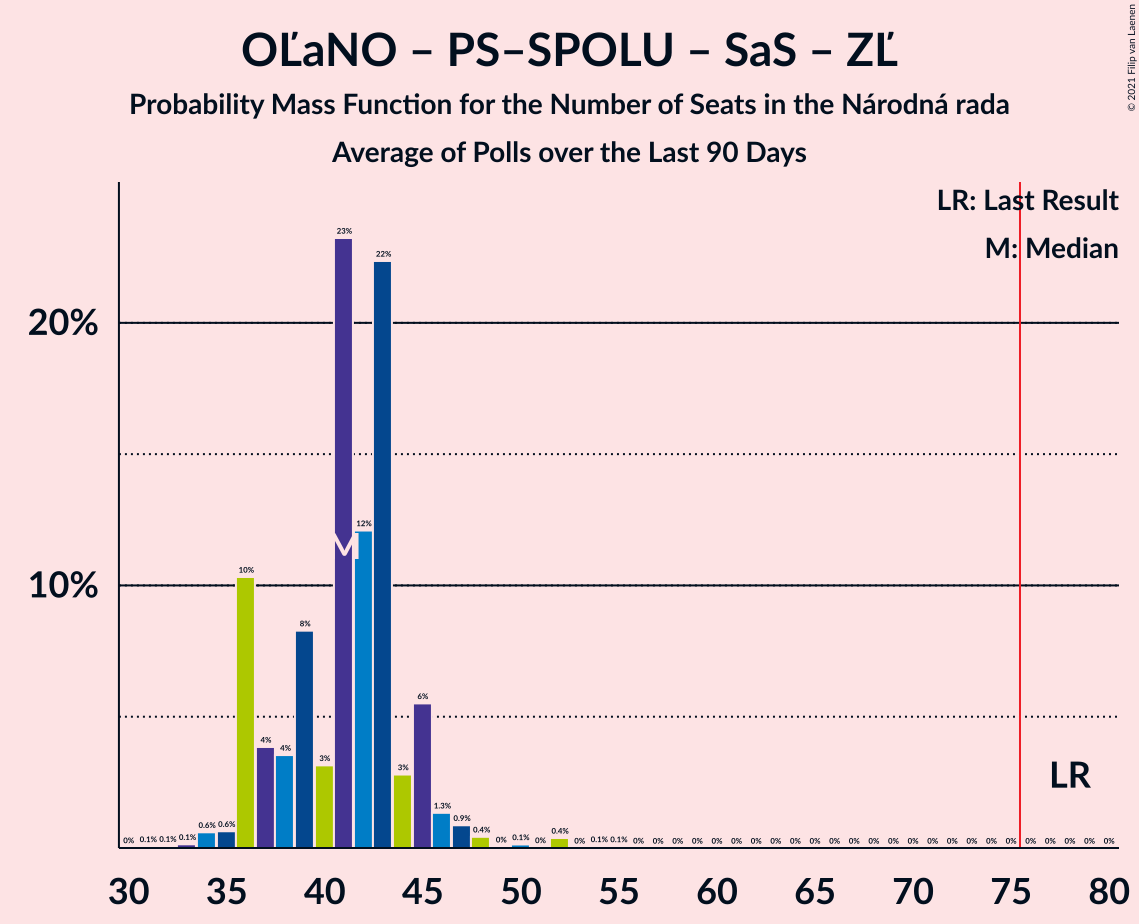 OĽaNO – PS–SPOLU – SaS – ZĽ
Probability Mass Function for the Number of Seats in the Národná rada
Average of Polls over the Last 90 Days
© 2021 Filip van Laenen
LR: Last Result
M: Median
20%
10%
0% 0.1% 0.1% 0.1% 0.6% 0.6% 10% 4% 4% 8% 3% 23% 12% 22% 3% 6% 1.3% 0.9% 0.4% 0% 0.1% 0% 0.4% 0% 0.1% 0.1% 0% 0% 0% 0% 0% 0% 0% 0% 0% 0% 0% 0% 0% 0% 0% 0% 0% 0% 0% 0% 0% 0% 0% 0% 0%
M
LR
30 35 40 45 50 55 60 65 70 75 80